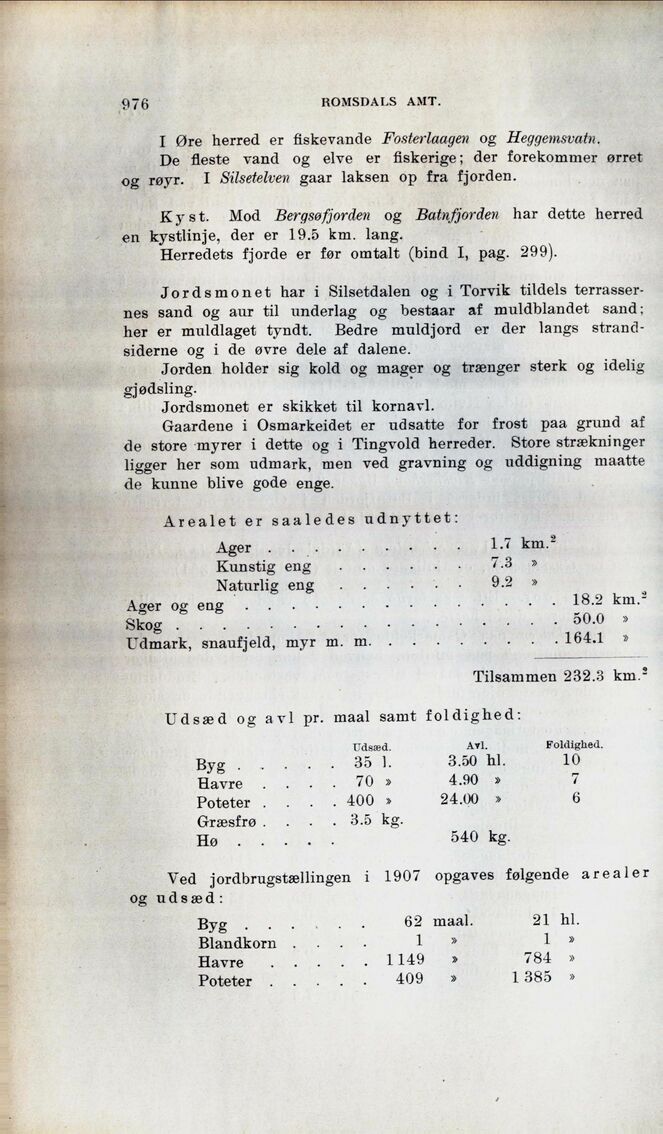 976 ROMSDALS AMT.
I Øre herred er fiskevande Fosterlaagen og Heggemsvatn.
De fleste vand og elve er fiskerige; der forekommer ørret
og røyr. I Silsetelven gaar laksen op fra fjorden.
Kyst. Mod Bergsøfjorden og Batnfjorden har dette herred
en kystlinje, der er 19.5 km. lang.
Herredets fjorde er før omtalt (bind I, pag. 299).
Jordsmonet har i Silsetdalen og i Torvik tildels terrasser-
nes sand og aur til underlag og bestaar af muldblandet sand;
her er muldlaget tyndt. Bedre muldjord er der langs strand-
siderne og i de øvre dele af dalene.
Jorden holder sig kold og mager og trænger sterk og idelig
gjødsling.
Jordsmonet er skikket til kornavl.
Gaardene i Osmarkeidet er udsatte for frost paa grund af
de store myrer i dette og i Tingvold herreder. Store strækninger
ligger her som udmark, men ved gravning og uddigning maatte
de kunne blive gode enge.
Arealet er saaledes udnyttet:
Ager . . . . . . . . . 1.7 km.²
Kunstig eng . . . . . . 7.3 »
Naturlig eng . . . . . . 9.2 »
Ager og eng . . . . . . . . . . . . . . 18.2 km.²
Skog . . . . . . . . . . . . . . . . . 50.0 »
Udmark, snaufjeld, myr m. m. . . . . . . . . 164.1 »
Tilsammen 232.3 km.²
Udsæd og avl pr. maal samt foldighed:
Udsæd. Avl. Foldighed.
Byg . . . . . 35 l. 3.50 hl. 10
Havre . . . . 70 » 4.90 » 7
Poteter . . . . 400 » 24.00 » 6
Græsfrø . . . . 3.5 kg.
Hø . . . . . 540 kg.
Ved jordbrugstællingen i 1907 opgaves følgende arealer
og udsæd:
Byg . . . . . . 62 maal. 21 hl.
Blandkorn . . . . 1 » 1 »
Havre . . . . . 1149 » 784 »
Poteter . . . . . 409 » 1385 »